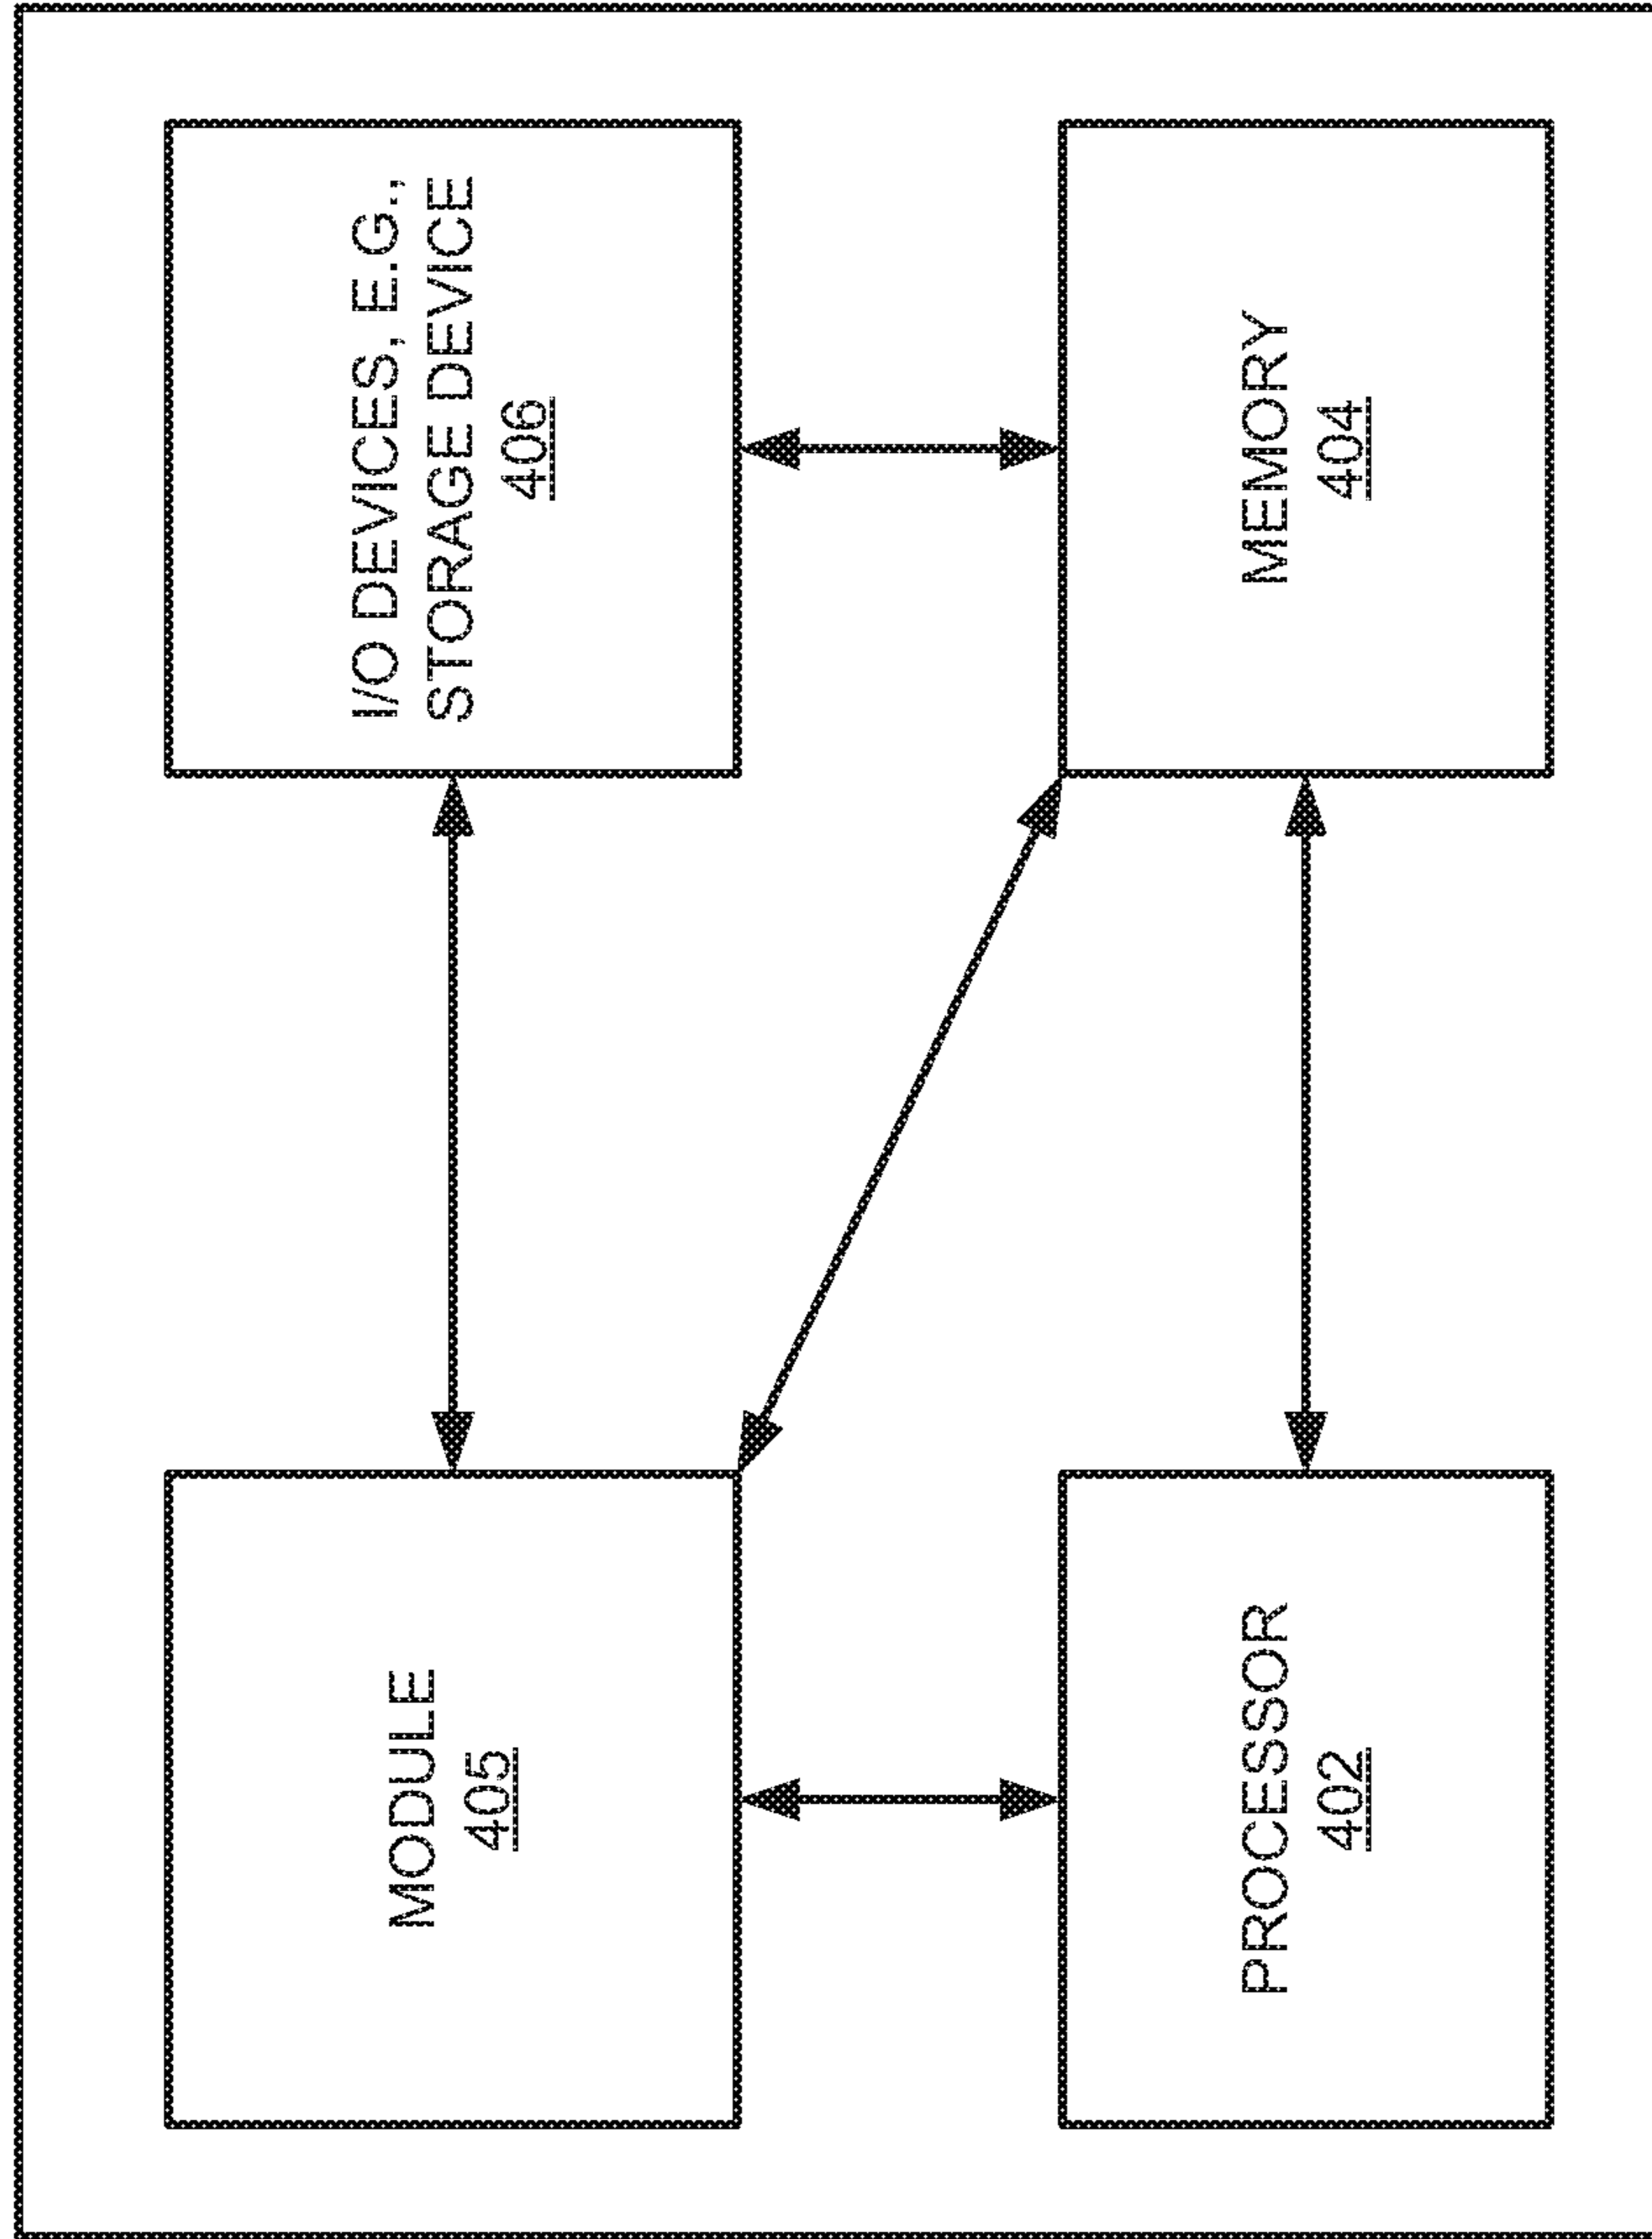 MODULE
405
I/O DEVICES, E.G.,
STORAGE DEVICE
406
PROCESSOR
402
MEMORY
404